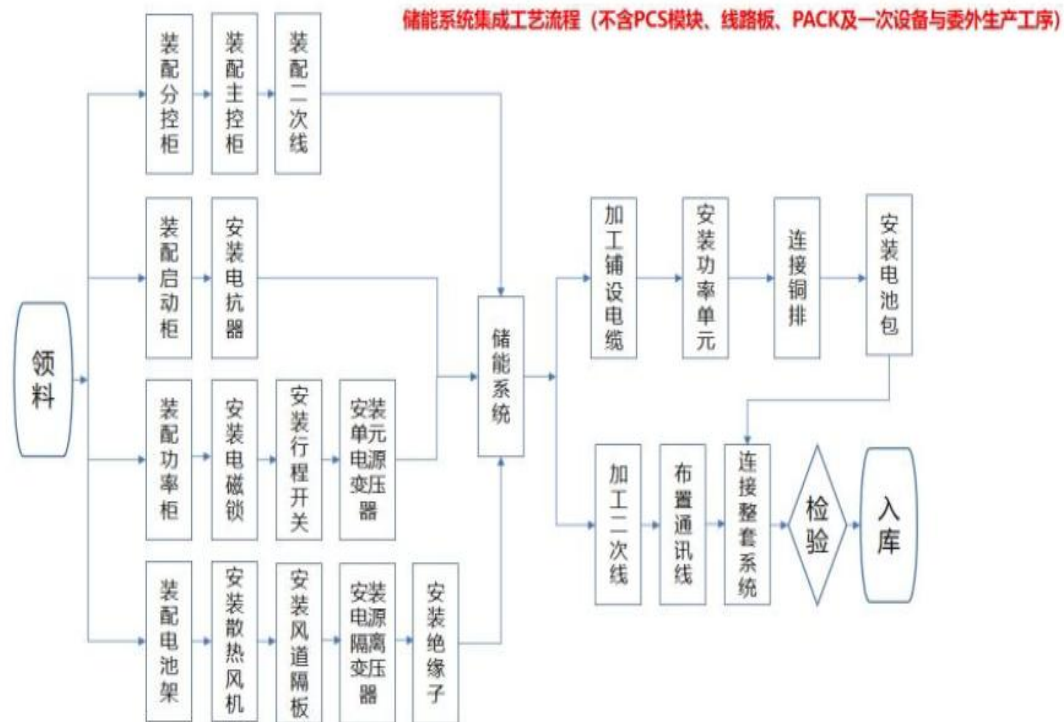 储能系统集成工艺流程（不含PCS模块、线路板、PACK及一次设备与委外生产工序）
领料
装配分控柜
装配主控柜
装配二次线
装配启动柜
安装电抗器
装配功率柜
安装电磁锁
安装行程开关
安装单元电源变压器
装配电池架
安装散热风机
安装风道隔板
安装电源隔离变压器
安装绝缘子
储能系统
加工铺设电缆
安装功率单元
连接铜排
安装电池包
加工二次线
布置通讯线
连接整套系统
检验
入库